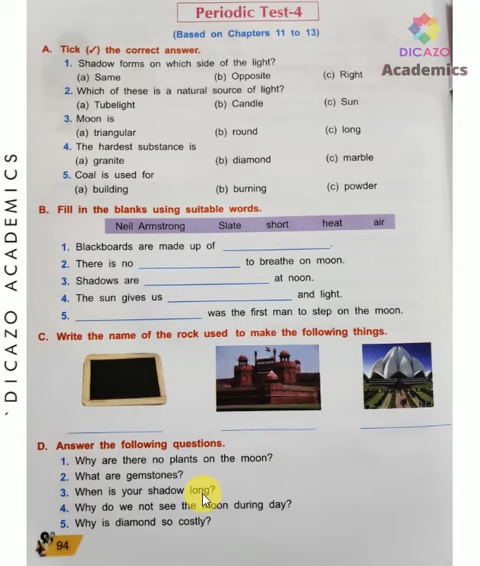 Periodic Test-4
(Based on Chapters 11 to 13)
DICAZO
Academics
A. Tick (✓) the correct answer.
1. Shadow forms on which side of the light?
(a) Same (b) Opposite (c) Right
2. Which of these is a natural source of light?
(a) Tubelight (b) Candle (c) Sun
3. Moon is
(a) triangular (b) round (c) long
4. The hardest substance is
(a) granite (b) diamond (c) marble
5. Coal is used for
(a) building (b) burning (c) powder
B. Fill in the blanks using suitable words.
Neil Armstrong Slate short heat air
1. Blackboards are made up of ____________.
2. There is no ____________ to breathe on moon.
3. Shadows are ____________ at noon.
4. The sun gives us ____________ and light.
5. ____________ was the first man to step on the moon.
C. Write the name of the rock used to make the following things.
D. Answer the following questions.
1. Why are there no plants on the moon?
2. What are gemstones?
3. When is your shadow long?
4. Why do we not see the moon during day?
5. Why is diamond so costly?
94
`DICAZO ACADEMICS